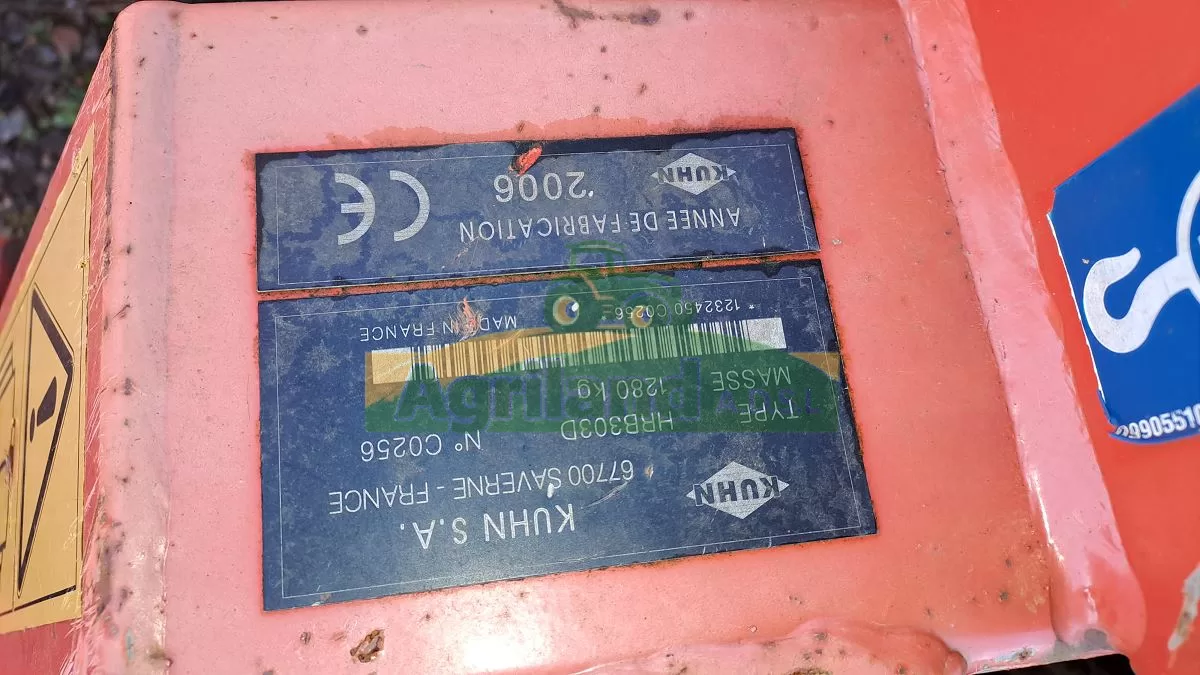 KUHN
KUHN S.A.
67700 SAVERNE - FRANCE
TYPE HRB303D N° C0256
MASSE 1280 kg
*1232450 C0256 MADE IN FRANCE
ANNEE DE FABRICATION
KUHN 2006 CE
Agriland